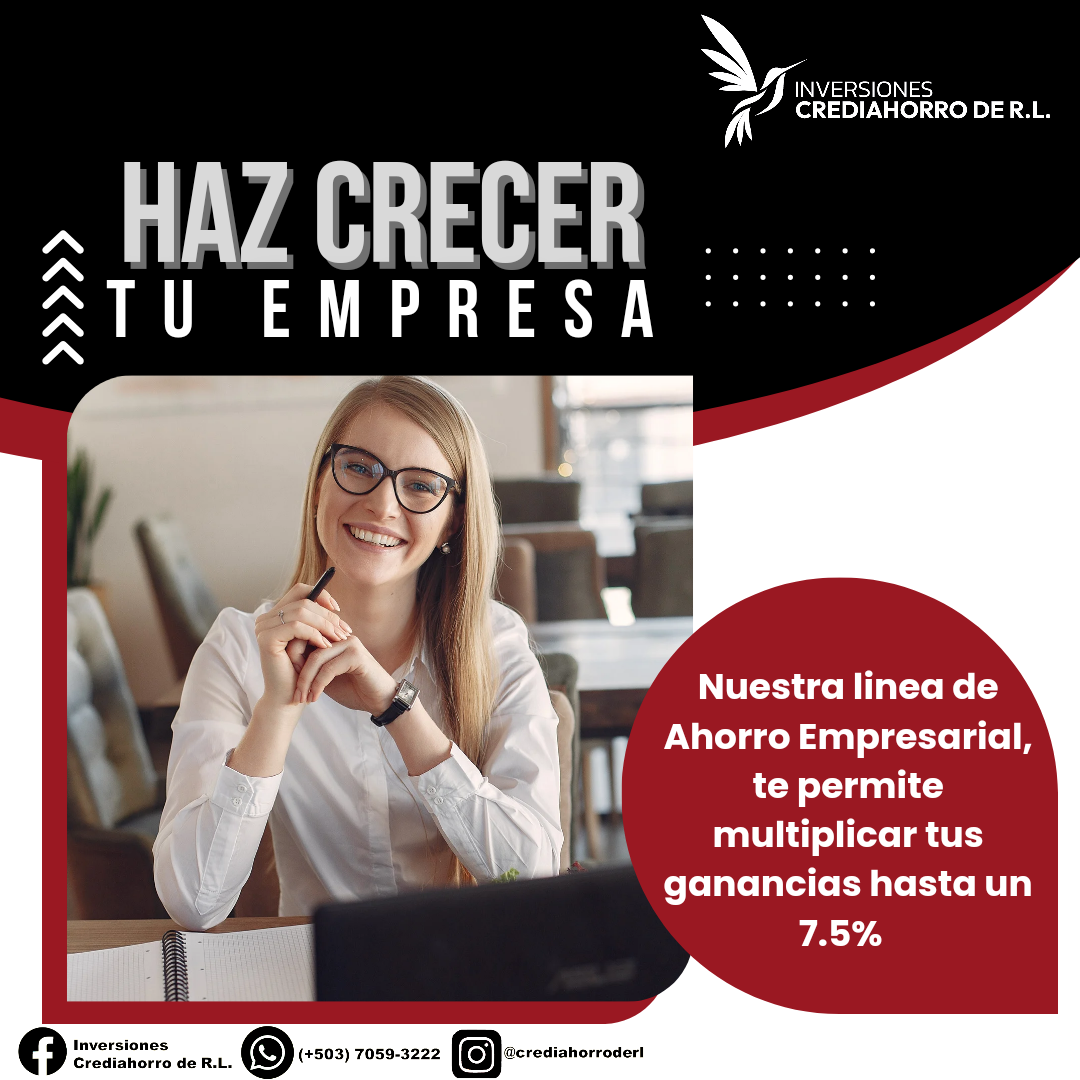 INVERSIONES
CREDIAHORRO DE R.L.
HAZ CRECER
TU EMPRESA
Nuestra linea de
Ahorro Empresarial,
te permite
multiplicar tus
ganancias hasta un
7.5%
Inversiones
Crediahorro de R.L.
(+503) 7059-3222
@crediahorroderl